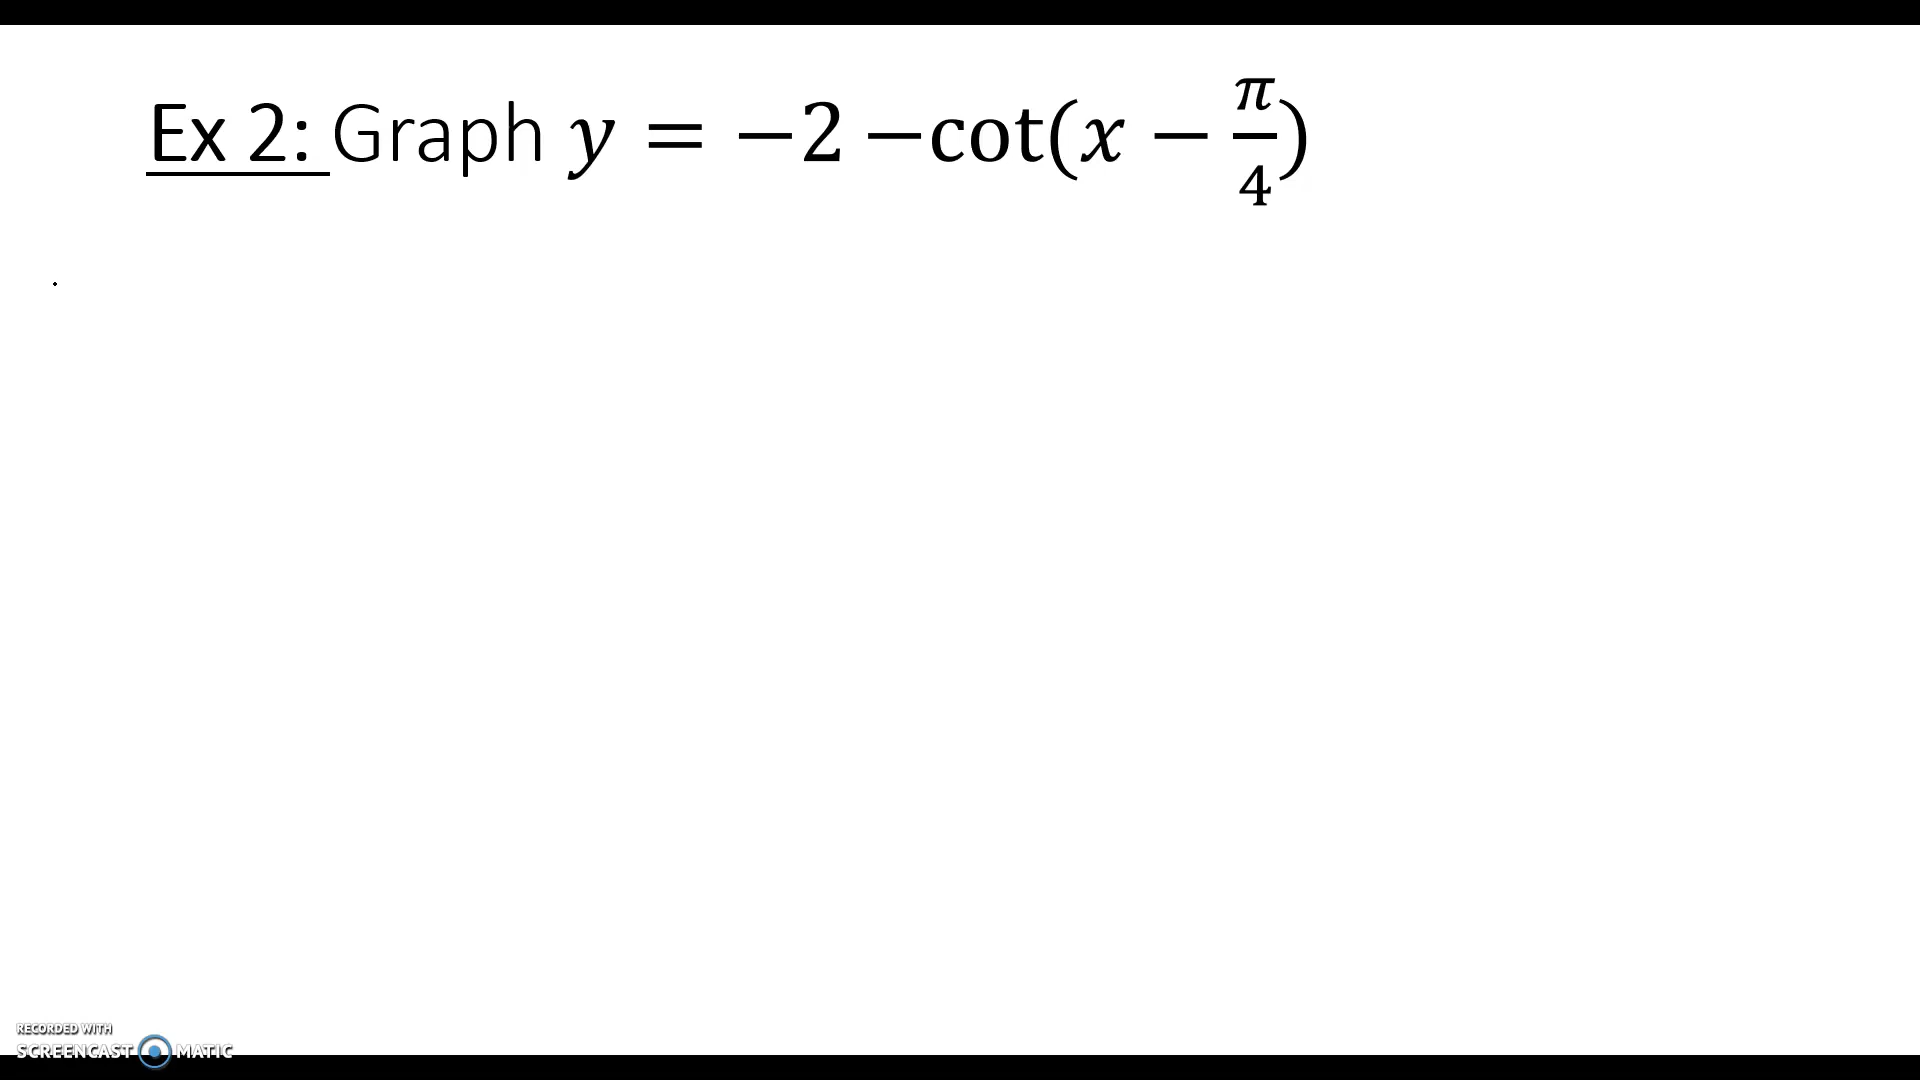 Ex 2: Graph y = −2 −cot(x − π/4)
RECORDED WITH
SCREENCAST MATIC